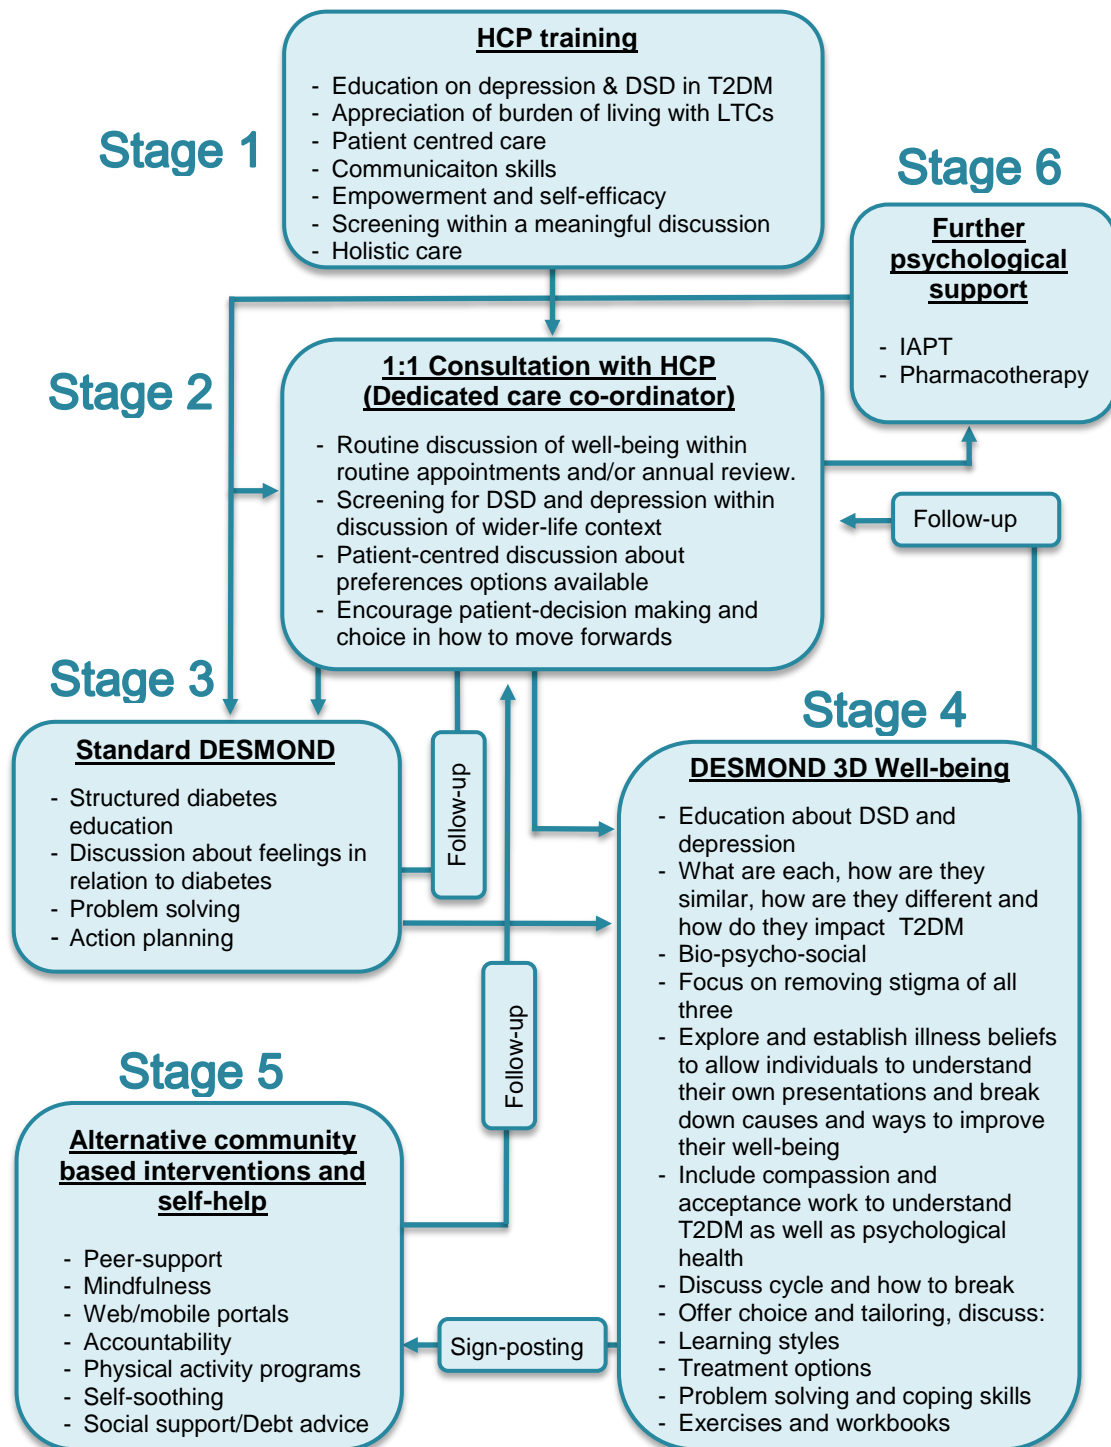 Stage 1
HCP training
- Education on depression & DSD in T2DM
- Appreciation of burden of living with LTCs
- Patient centred care
- Communicaiton skills
- Empowerment and self-efficacy
- Screening within a meaningful discussion
- Holistic care
Stage 6
Further
psychological
support
- IAPT
- Pharmacotherapy
Stage 2
1:1 Consultation with HCP
(Dedicated care co-ordinator)
- Routine discussion of well-being within
routine appointments and/or annual review.
- Screening for DSD and depression within
discussion of wider-life context
- Patient-centred discussion about
preferences options available
- Encourage patient-decision making and
choice in how to move forwards
Follow-up
Stage 3
Standard DESMOND
- Structured diabetes
education
- Discussion about feelings in
relation to diabetes
- Problem solving
- Action planning
Follow-up
Follow-up
Stage 4
DESMOND 3D Well-being
- Education about DSD and
depression
- What are each, how are they
similar, how are they different and
how do they impact T2DM
- Bio-psycho-social
- Focus on removing stigma of all
three
- Explore and establish illness beliefs
to allow individuals to understand
their own presentations and break
down causes and ways to improve
their well-being
- Include compassion and
acceptance work to understand
T2DM as well as psychological
health
- Discuss cycle and how to break
- Offer choice and tailoring, discuss:
- Learning styles
- Treatment options
- Problem solving and coping skills
- Exercises and workbooks
Sign-posting
Stage 5
Alternative community
based interventions and
self-help
- Peer-support
- Mindfulness
- Web/mobile portals
- Accountability
- Physical activity programs
- Self-soothing
- Social support/Debt advice